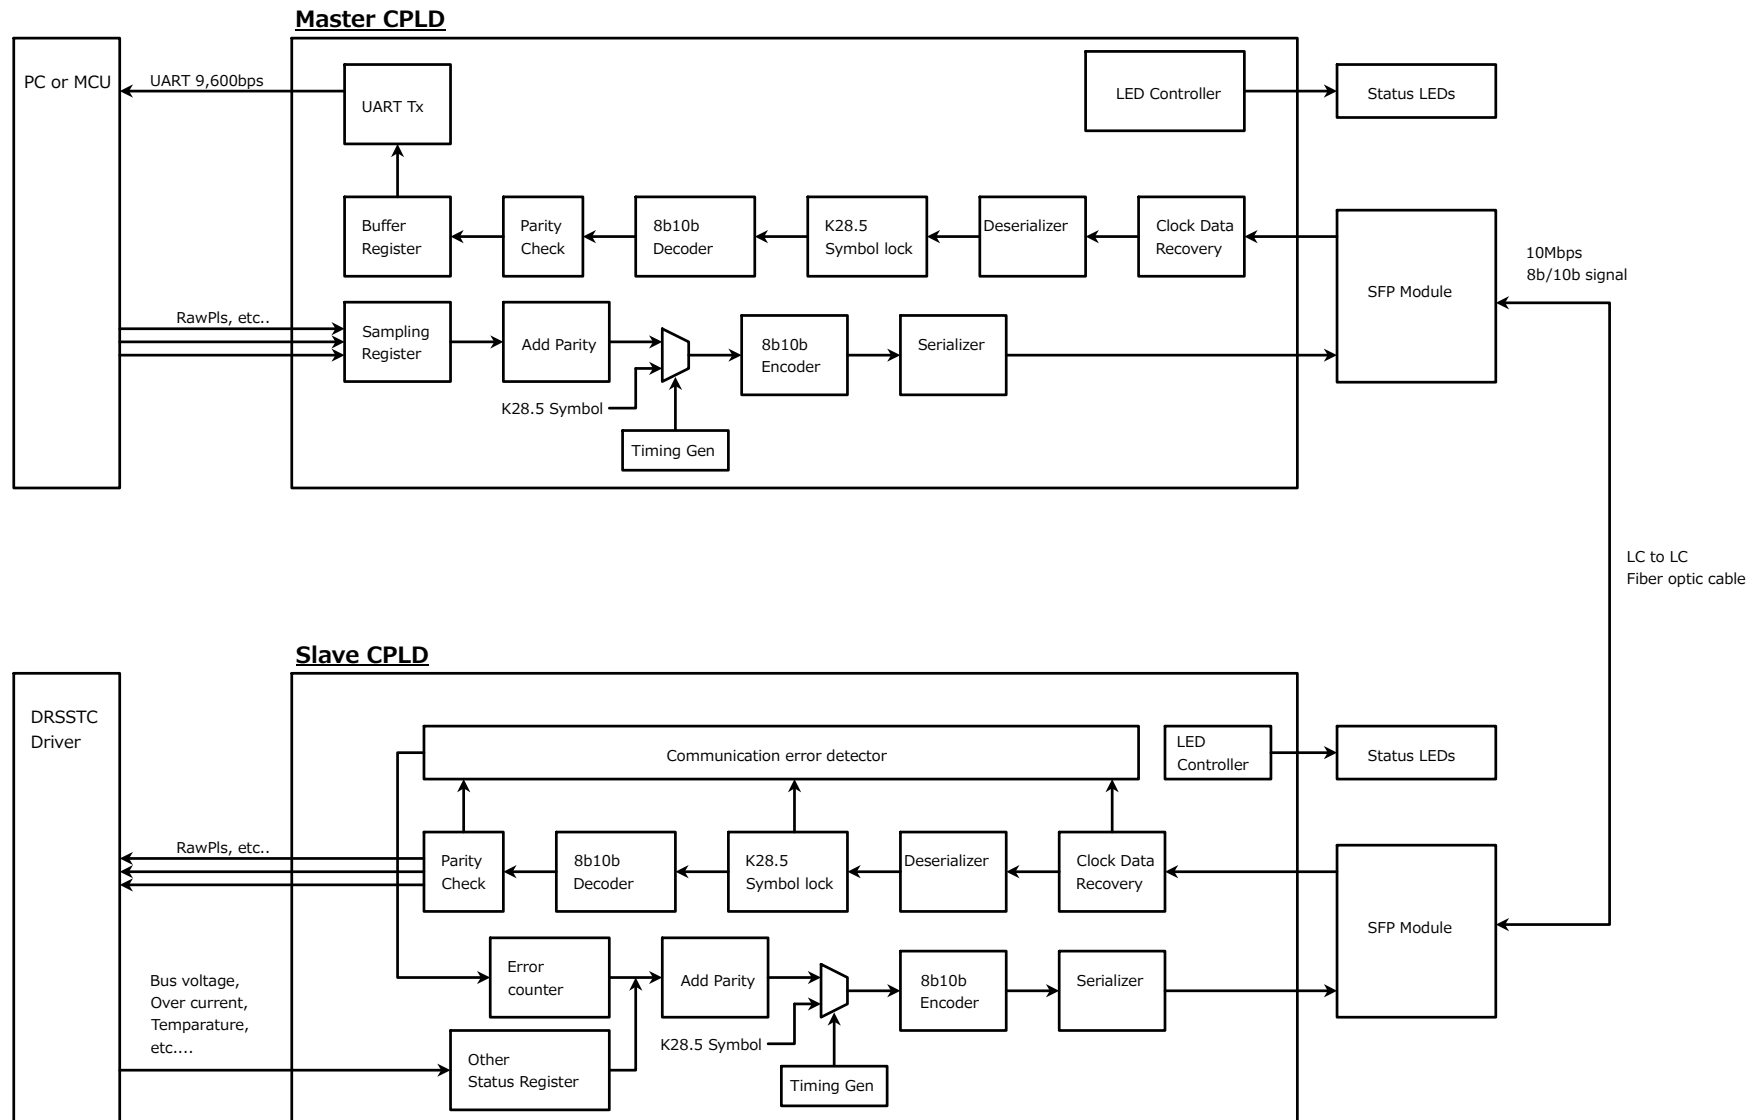 Master CPLD
PC or MCU
UART 9,600bps
UART Tx
LED Controller
Status LEDs
Buffer
Register
Parity
Check
8b10b
Decoder
K28.5
Symbol lock
Deserializer
Clock Data
Recovery
SFP Module
10Mbps
8b/10b signal
RawPls, etc..
Sampling
Register
Add Parity
8b10b
Encoder
Serializer
K28.5 Symbol
Timing Gen
LC to LC
Fiber optic cable
Slave CPLD
DRSSTC
Driver
Communication error detector
LED
Controller
Status LEDs
RawPls, etc..
Parity
Check
8b10b
Decoder
K28.5
Symbol lock
Deserializer
Clock Data
Recovery
SFP Module
Bus voltage,
Over current,
Temparature,
etc....
Error
counter
Add Parity
8b10b
Encoder
Serializer
K28.5 Symbol
Other
Status Register
Timing Gen